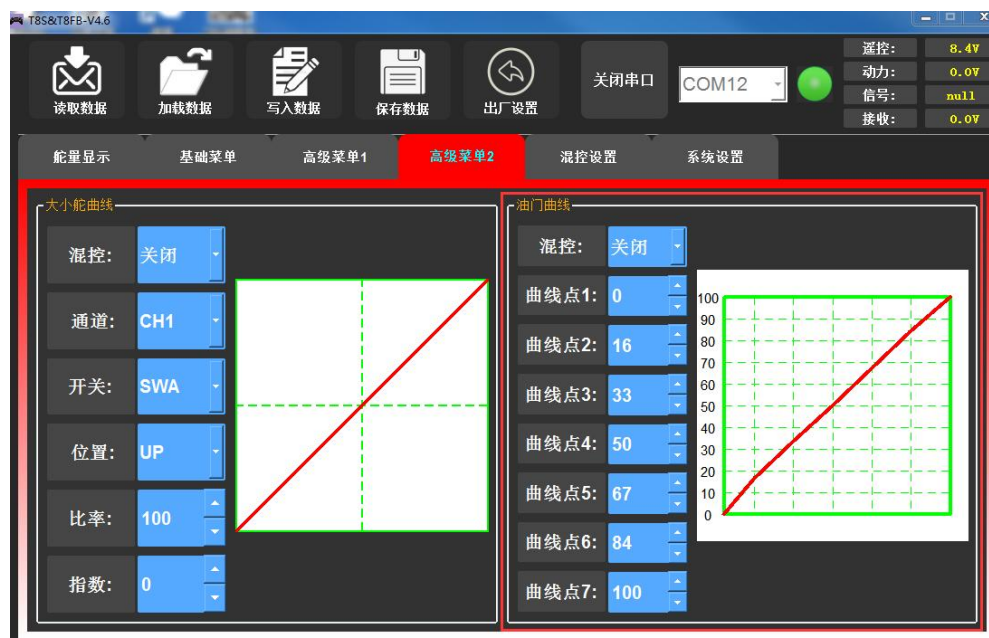 T8S&T8FB-V4.6
读取数据
加载数据
写入数据
保存数据
出厂设置
关闭串口
COM12
遥控: 8.4V
动力: 0.0V
信号: null
接收: 0.0V
舵量显示
基础菜单
高级菜单1
高级菜单2
混控设置
系统设置
大小舵曲线
混控: 关闭
通道: CH1
开关: SWA
位置: UP
比率: 100
指数: 0
油门曲线
混控: 关闭
曲线点1: 0
曲线点2: 16
曲线点3: 33
曲线点4: 50
曲线点5: 67
曲线点6: 84
曲线点7: 100
100
90
80
70
60
50
40
30
20
10
0